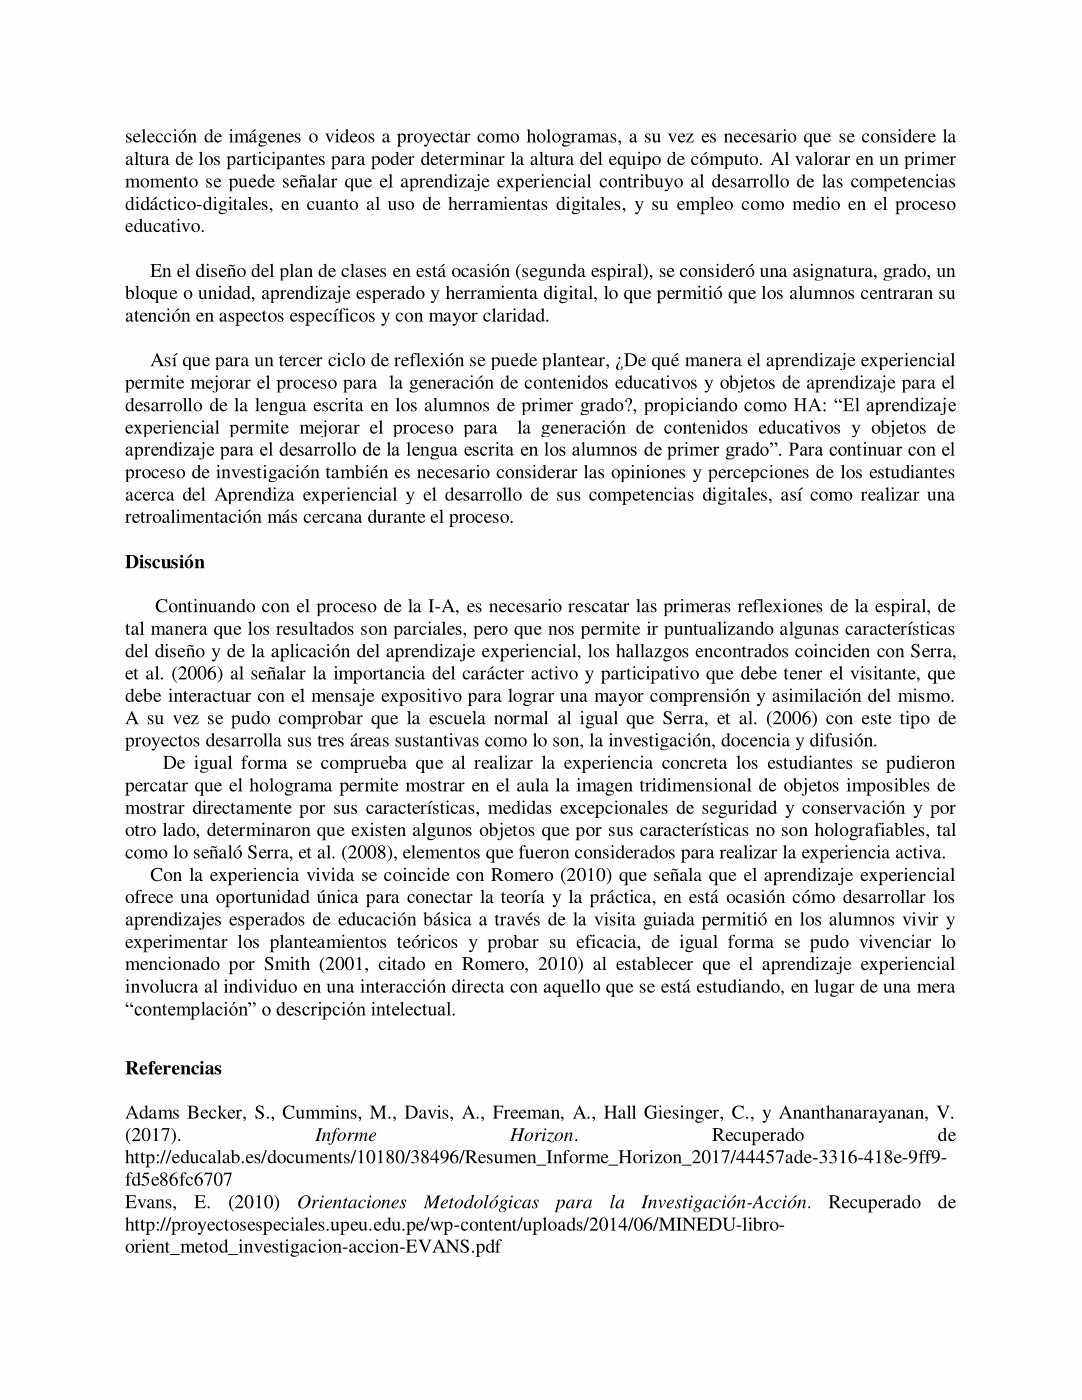 selección de imágenes o videos a proyectar como hologramas, a su vez es necesario que se considere la
altura de los participantes para poder determinar la altura del equipo de cómputo. Al valorar en un primer
momento se puede señalar que el aprendizaje experiencial contribuyo al desarrollo de las competencias
didáctico-digitales, en cuanto al uso de herramientas digitales, y su empleo como medio en el proceso
educativo.
En el diseño del plan de clases en está ocasión (segunda espiral), se consideró una asignatura, grado, un
bloque o unidad, aprendizaje esperado y herramienta digital, lo que permitió que los alumnos centraran su
atención en aspectos específicos y con mayor claridad.
Así que para un tercer ciclo de reflexión se puede plantear, ¿De qué manera el aprendizaje experiencial
permite mejorar el proceso para la generación de contenidos educativos y objetos de aprendizaje para el
desarrollo de la lengua escrita en los alumnos de primer grado?, propiciando como HA: “El aprendizaje
experiencial permite mejorar el proceso para la generación de contenidos educativos y objetos de
aprendizaje para el desarrollo de la lengua escrita en los alumnos de primer grado”. Para continuar con el
proceso de investigación también es necesario considerar las opiniones y percepciones de los estudiantes
acerca del Aprendiza experiencial y el desarrollo de sus competencias digitales, así como realizar una
retroalimentación más cercana durante el proceso.
Discusión
Continuando con el proceso de la I-A, es necesario rescatar las primeras reflexiones de la espiral, de
tal manera que los resultados son parciales, pero que nos permite ir puntualizando algunas características
del diseño y de la aplicación del aprendizaje experiencial, los hallazgos encontrados coinciden con Serra,
et al. (2006) al señalar la importancia del carácter activo y participativo que debe tener el visitante, que
debe interactuar con el mensaje expositivo para lograr una mayor comprensión y asimilación del mismo.
A su vez se pudo comprobar que la escuela normal al igual que Serra, et al. (2006) con este tipo de
proyectos desarrolla sus tres áreas sustantivas como lo son, la investigación, docencia y difusión.
De igual forma se comprueba que al realizar la experiencia concreta los estudiantes se pudieron
percatar que el holograma permite mostrar en el aula la imagen tridimensional de objetos imposibles de
mostrar directamente por sus características, medidas excepcionales de seguridad y conservación y por
otro lado, determinaron que existen algunos objetos que por sus características no son holografiables, tal
como lo señaló Serra, et al. (2008), elementos que fueron considerados para realizar la experiencia activa.
Con la experiencia vivida se coincide con Romero (2010) que señala que el aprendizaje experiencial
ofrece una oportunidad única para conectar la teoría y la práctica, en está ocasión cómo desarrollar los
aprendizajes esperados de educación básica a través de la visita guiada permitió en los alumnos vivir y
experimentar los planteamientos teóricos y probar su eficacia, de igual forma se pudo vivenciar lo
mencionado por Smith (2001, citado en Romero, 2010) al establecer que el aprendizaje experiencial
involucra al individuo en una interacción directa con aquello que se está estudiando, en lugar de una mera
“contemplación” o descripción intelectual.
Referencias
Adams Becker, S., Cummins, M., Davis, A., Freeman, A., Hall Giesinger, C., y Ananthanarayanan, V.
(2017). Informe Horizon. Recuperado de
http://educalab.es/documents/10180/38496/Resumen_Informe_Horizon_2017/44457ade-3316-418e-9ff9-
fd5e86fc6707
Evans, E. (2010) Orientaciones Metodológicas para la Investigación-Acción. Recuperado de
http://proyectosespeciales.upeu.edu.pe/wp-content/uploads/2014/06/MINEDU-libro-
orient_metod_investigacion-accion-EVANS.pdf